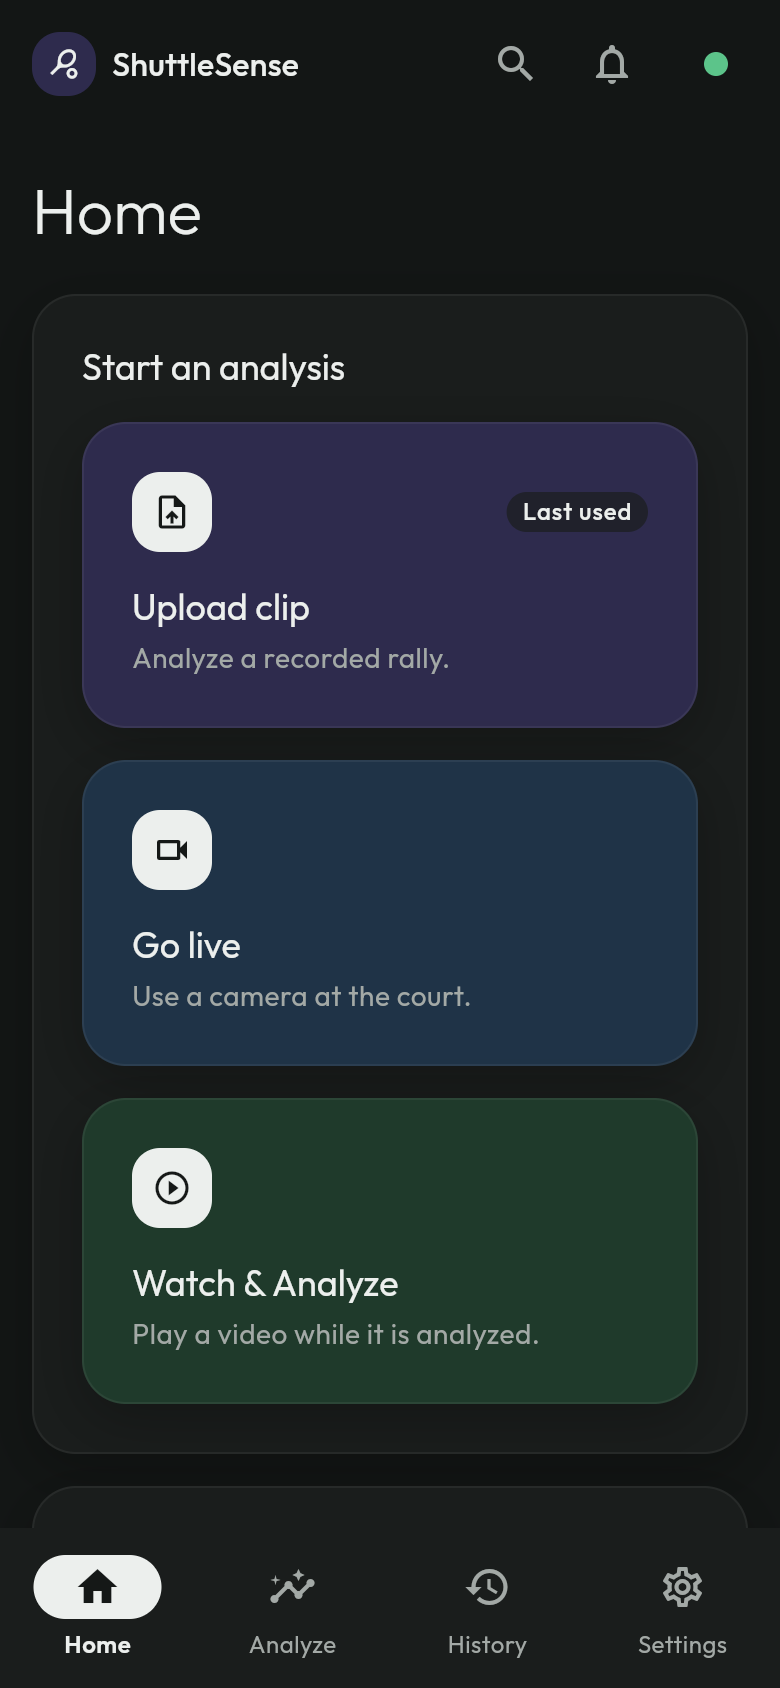 ShuttleSense
Home
Start an analysis
Last used
Upload clip
Analyze a recorded rally.
Go live
Use a camera at the court.
Watch & Analyze
Play a video while it is analyzed.
Home
Analyze
History
Settings